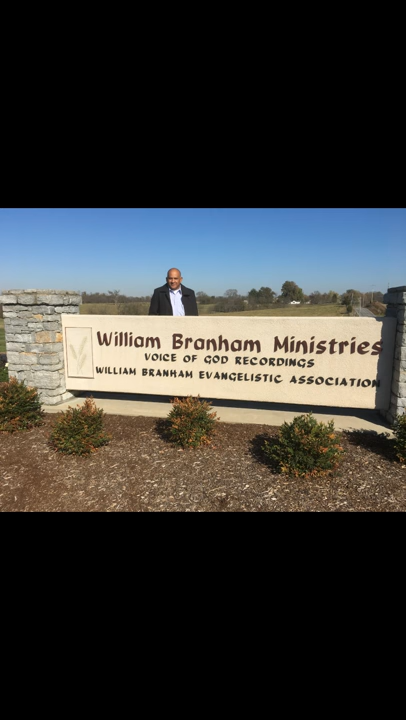 William Branham Ministries
VOICE OF GOD RECORDINGS
WILLIAM BRANHAM EVANGELISTIC ASSOCIATION